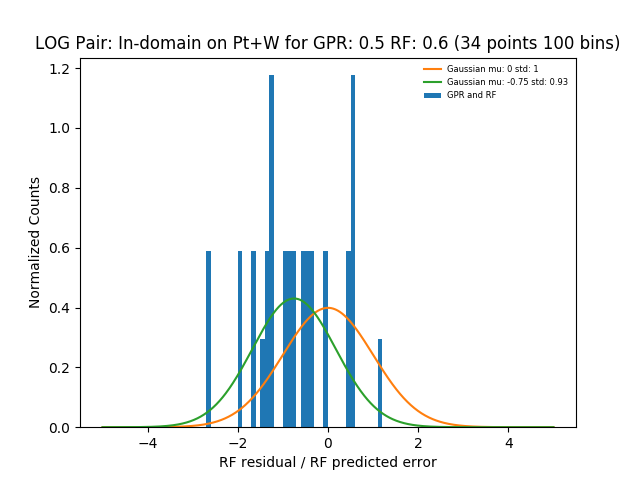 LOG Pair: In-domain on Pt+W for GPR: 0.5 RF: 0.6 (34 points 100 bins)
Gaussian mu: 0 std: 1
Gaussian mu: -0.75 std: 0.93
GPR and RF
1.2
1.0
0.8
0.6
0.4
0.2
0.0
Normalized Counts
−4 −2 0 2 4
RF residual / RF predicted error